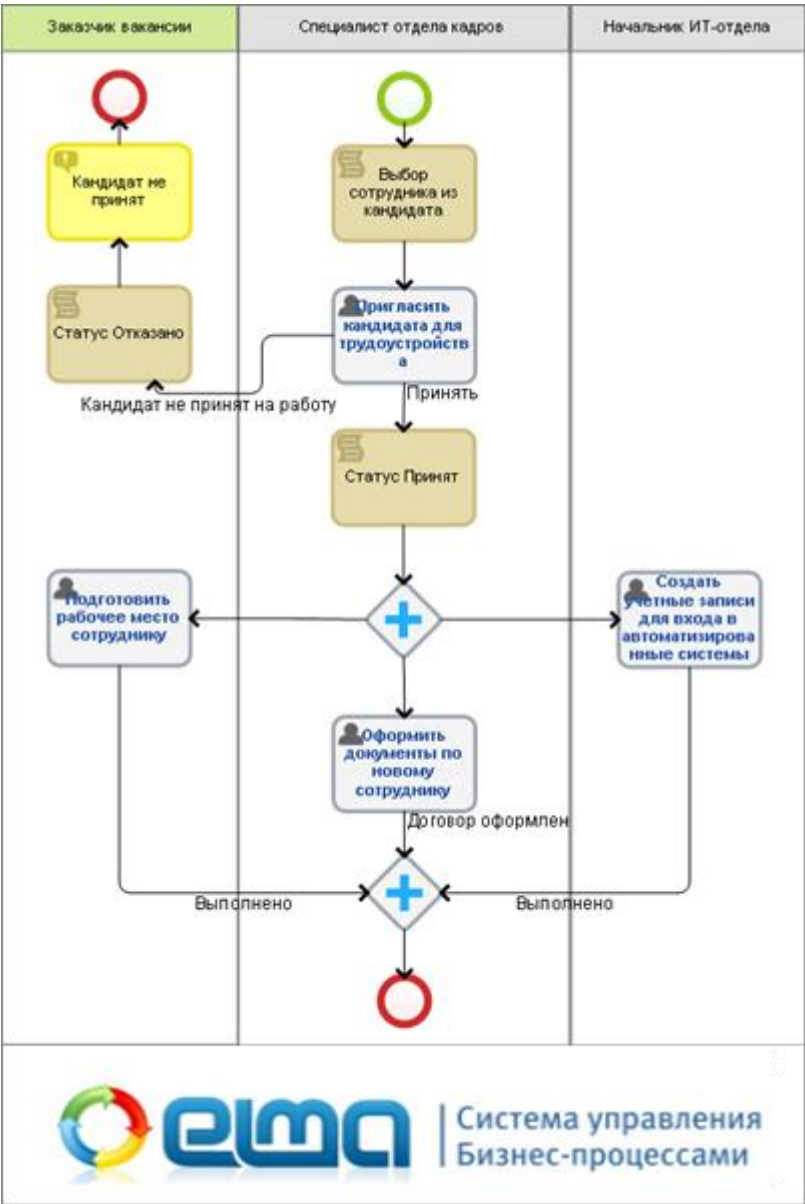 Заказчик вакансии
Специалист отдела кадров
Начальник ИТ-отдела
Кандидат не
принят
Выбор
сотрудника из
кандидата
Статус Отказано
Пригласить
кандидата для
трудоустройств
а
Кандидат не принят на работу
Принять
Статус Принят
Подготовить
рабочее место
сотруднику
Создать
учетные записи
для входа в
автоматизирова
нные системы
Оформить
документы по
новому
сотруднику
Договор оформлен
Выполнено
Выполнено
elma
Система управления
Бизнес-процессами